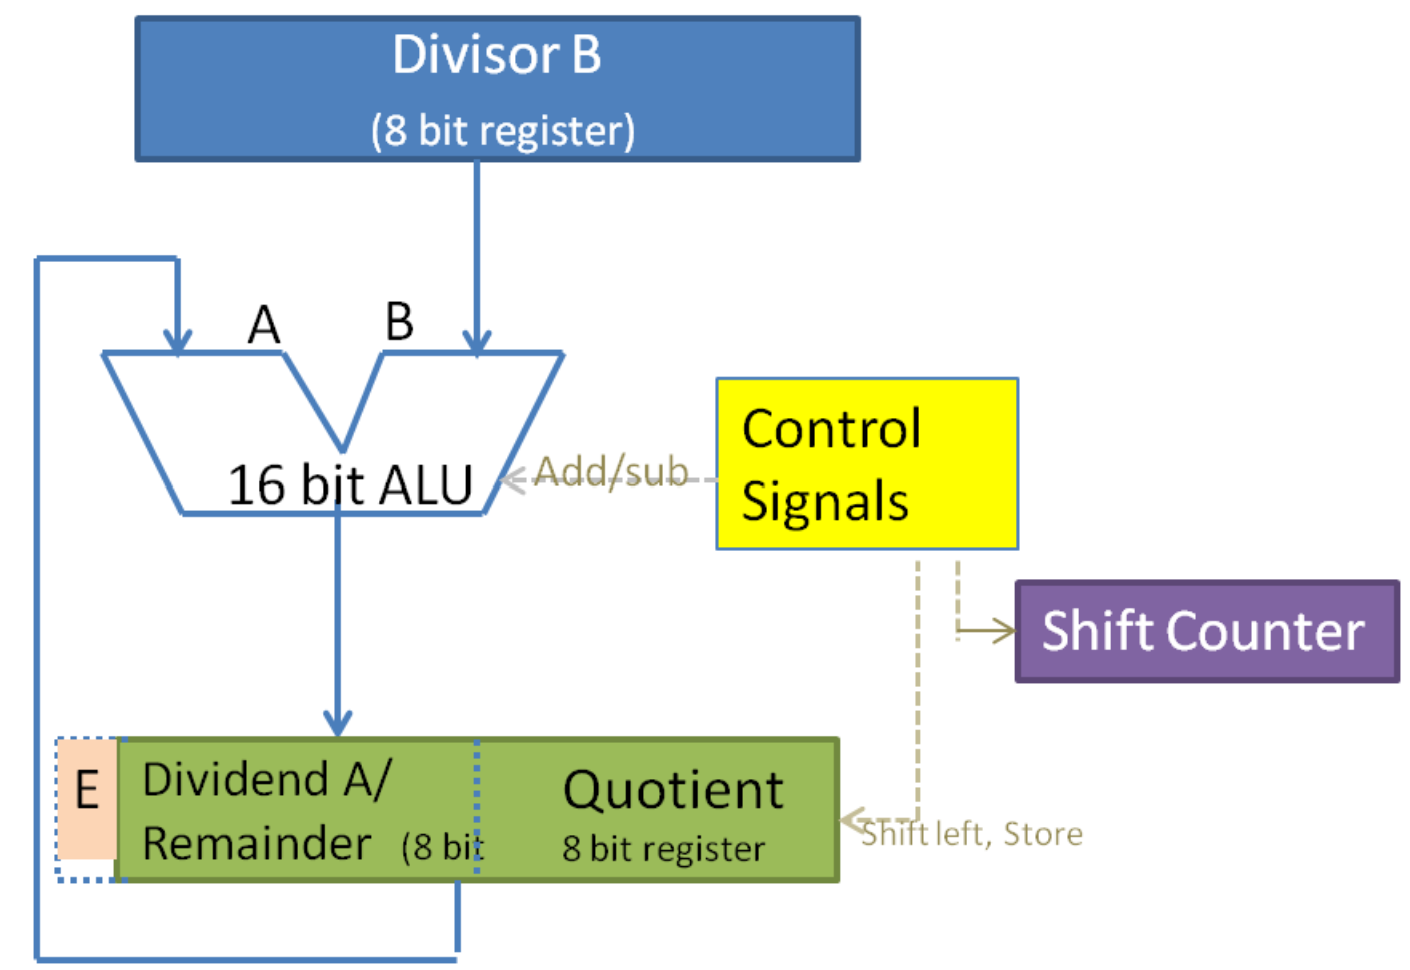 Divisor B
(8 bit register)
A
B
16 bit ALU
Add/sub
Control
Signals
Shift Counter
E
Dividend A/
Remainder (8 bit
Quotient
8 bit register
Shift left, Store